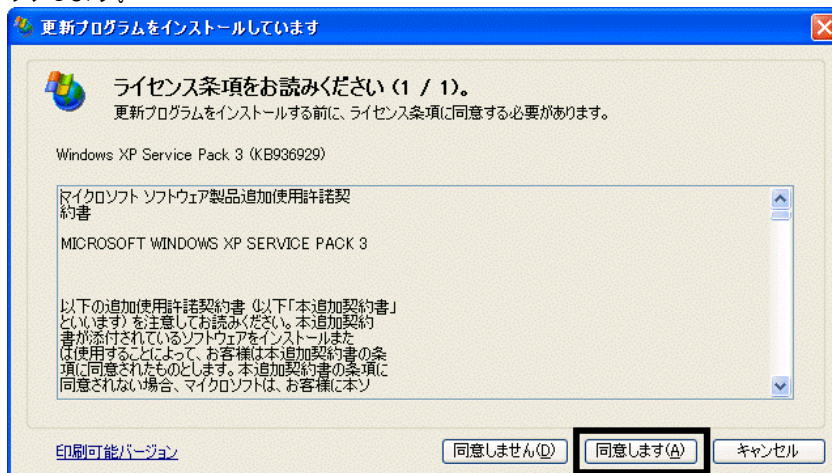 更新プログラムをインストールしています
ライセンス条項をお読みください (1 / 1)。
更新プログラムをインストールする前に、ライセンス条項に同意する必要があります。
Windows XP Service Pack 3 (KB936929)
マイクロソフト ソフトウェア製品追加使用許諾契
約書
MICROSOFT WINDOWS XP SERVICE PACK 3
以下の追加使用許諾契約書 (以下「本追加契約書」
といいます) を注意してお読みください。本追加契約
書が添付されているソフトウェアをインストールまた
は使用することによって、お客様は本追加契約書の条
項に同意されたものとします。本追加契約書の条項に
同意されない場合、マイクロソフトは、お客様に本ソ
印刷可能バージョン 同意しません(D) 同意します(A) キャンセル